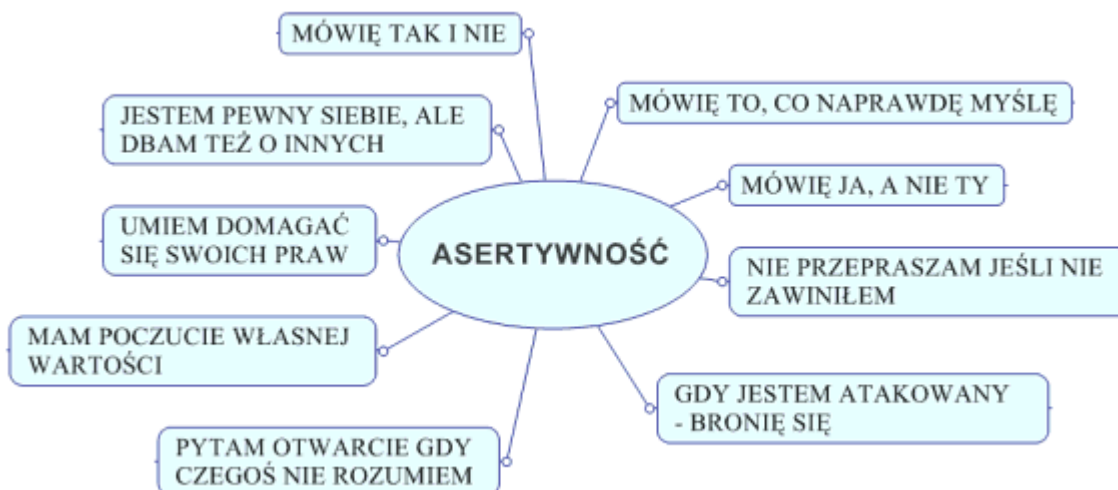 MÓWIĘ TAK I NIE
MÓWIĘ TO, CO NAPRAWDĘ MYŚLĘ
JESTEM PEWNY SIEBIE, ALE
DBAM TEŻ O INNYCH
MÓWIĘ JA, A NIE TY
UMIEM DOMAGAĆ
SIĘ SWOICH PRAW
ASERTYWNOŚĆ
NIE PRZEPRASZAM JEŚLI NIE
ZAWINIŁEM
MAM POCZUCIE WŁASNEJ
WARTOŚCI
GDY JESTEM ATAKOWANY
- BRONIĘ SIĘ
PYTAM OTWARCIE GDY
CZEGOŚ NIE ROZUMIEM